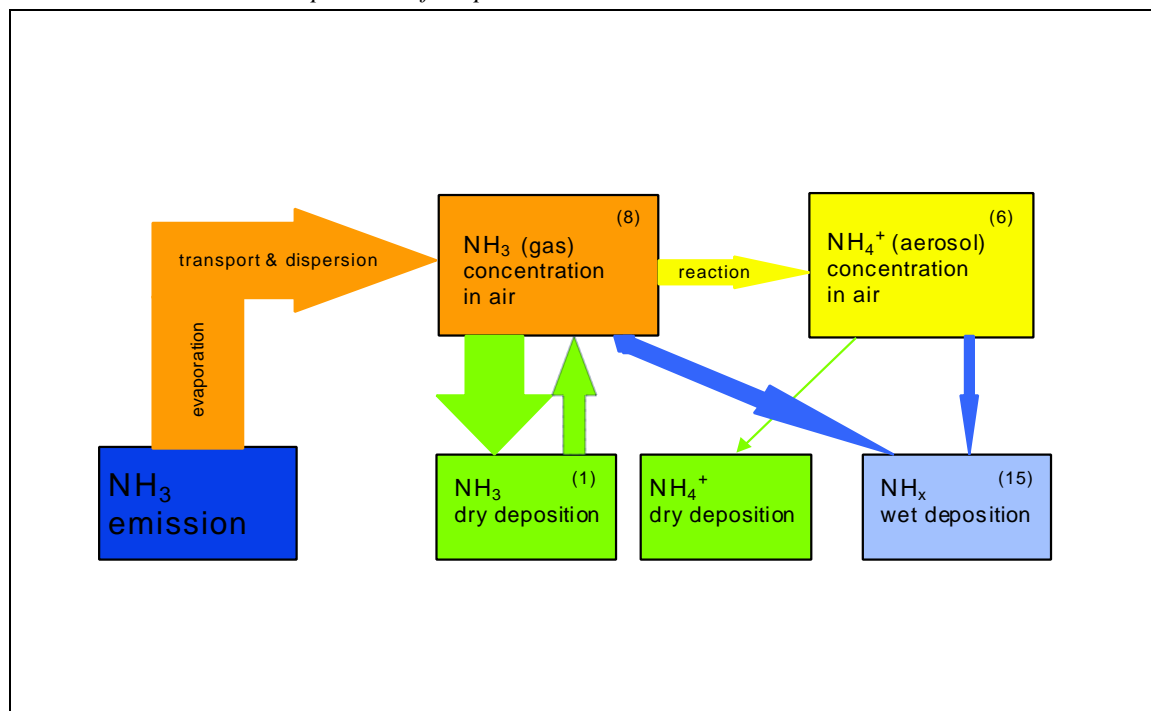 transport & dispersion
evaporation
NH₃
emission
(8)
NH₃ (gas)
concentration
in air
reaction
(6)
NH₄⁺ (aerosol)
concentration
in air
(1)
NH₃
dry deposition
NH₄⁺
dry deposition
(15)
NHₓ
wet deposition